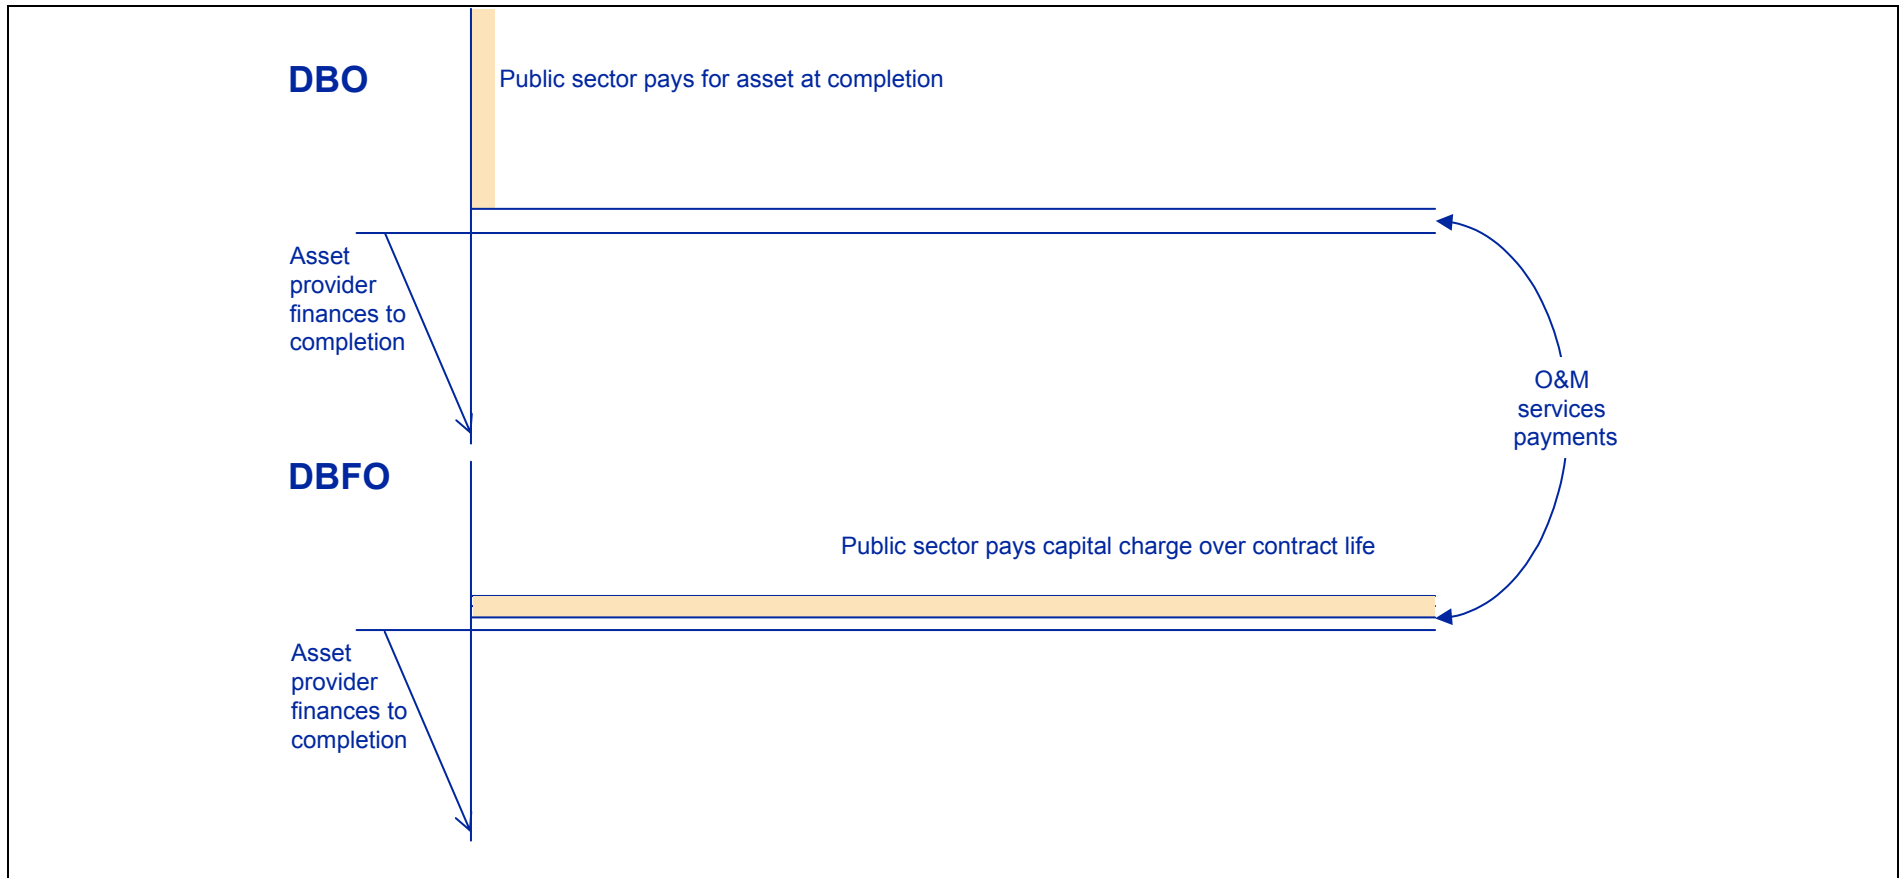 DBO
Public sector pays for asset at completion
Asset
provider
finances to
completion
O&M
services
payments
DBFO
Public sector pays capital charge over contract life
Asset
provider
finances to
completion